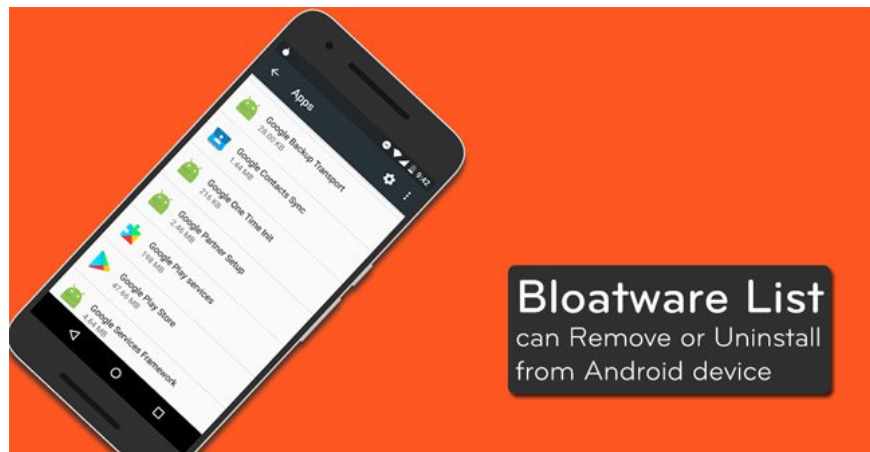 9:42
Apps
Google Backup Transport
28.00 KB
Google Contacts Sync
1.44 MB
Google One Time Init
216 KB
Google Partner Setup
2.46 MB
Google Play services
198 MB
Google Play Store
47.66 MB
Google Services Framework
4.64 MB
Bloatware List
can Remove or Uninstall
from Android device